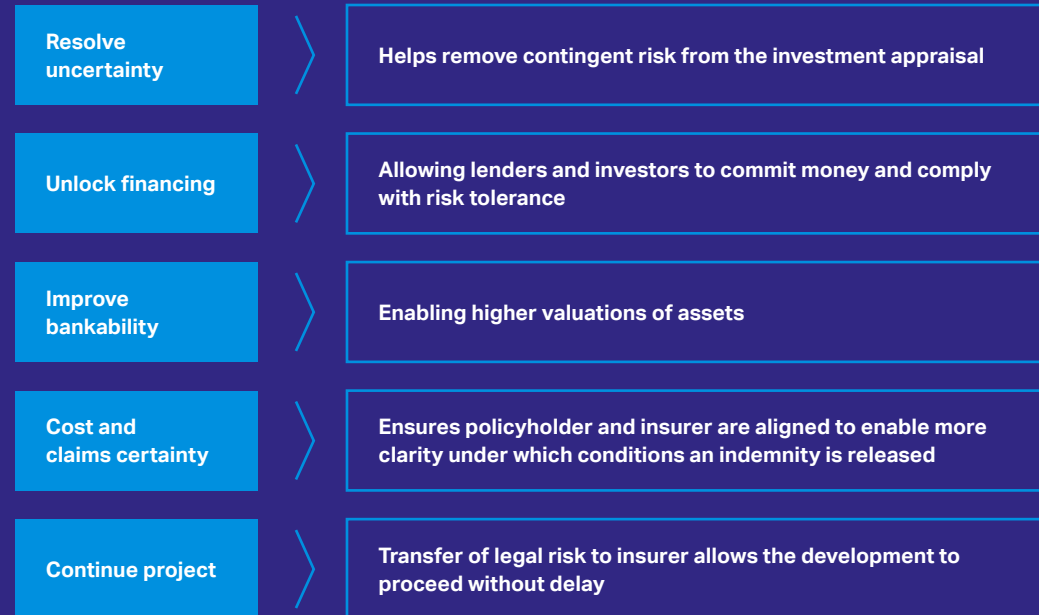 Resolve
uncertainty
Helps remove contingent risk from the investment appraisal
Unlock financing
Allowing lenders and investors to commit money and comply
with risk tolerance
Improve
bankability
Enabling higher valuations of assets
Cost and
claims certainty
Ensures policyholder and insurer are aligned to enable more
clarity under which conditions an indemnity is released
Continue project
Transfer of legal risk to insurer allows the development to
proceed without delay